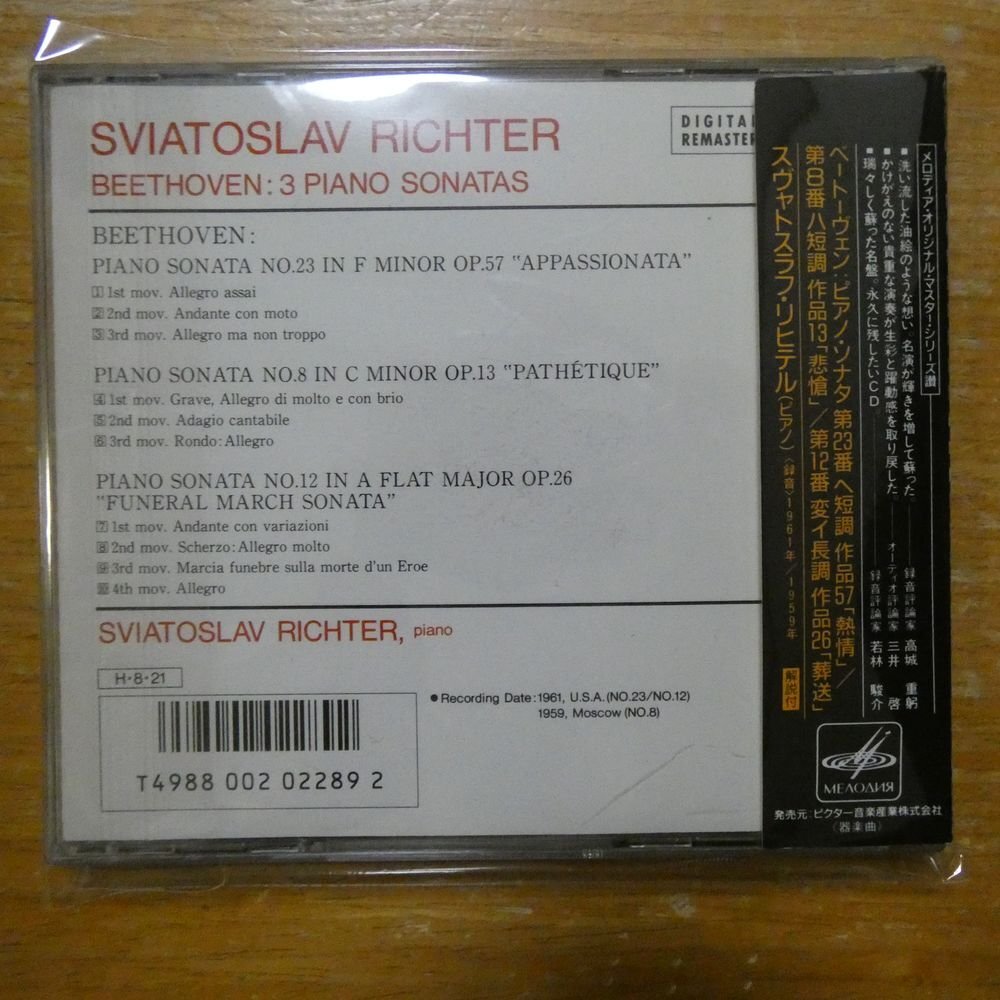 SVIATOSLAV RICHTER
BEETHOVEN: 3 PIANO SONATAS
DIGITAL
REMASTER
BEETHOVEN:
PIANO SONATA NO.23 IN F MINOR OP.57 "APPASSIONATA"
1 1st mov. Allegro assai
2 2nd mov. Andante con moto
3 3rd mov. Allegro ma non troppo
PIANO SONATA NO.8 IN C MINOR OP.13 "PATHÉTIQUE"
4 1st mov. Grave, Allegro di molto e con brio
5 2nd mov. Adagio cantabile
6 3rd mov. Rondo: Allegro
PIANO SONATA NO.12 IN A FLAT MAJOR OP.26
"FUNERAL MARCH SONATA"
7 1st mov. Andante con variazioni
8 2nd mov. Scherzo: Allegro molto
9 3rd mov. Marcia funebre sulla morte d'un Eroe
10 4th mov. Allegro
SVIATOSLAV RICHTER, piano
H・8・21
●Recording Date: 1961, U.S.A. (NO.23/NO.12)
1959, Moscow (NO.8)
T4988 002 02289 2
メロディア・オリジナル・マスター・シリーズ讃
■洗い流した油絵のような想い。名演が輝きを増して蘇った。――録音評論家 高城 重躬
■かけがえのない貴重な演奏が生彩と躍動感を取り戻した。――オーディオ評論家 三井 啓
■瑞々しく蘇った名盤。永久に残したいCD。――録音評論家 若林 駿介
ベートーヴェン:ピアノ・ソナタ 第23番 ヘ短調 作品57「熱情」/
第8番 ハ短調 作品13「悲愴」/第12番 変イ長調 作品26「葬送」
スヴャトスラフ・リヒテル(ピアノ)〈録音〉1961年/1959年
解説付
МЕЛОДИЯ
発売元:ビクター音楽産業株式会社
(器楽曲)